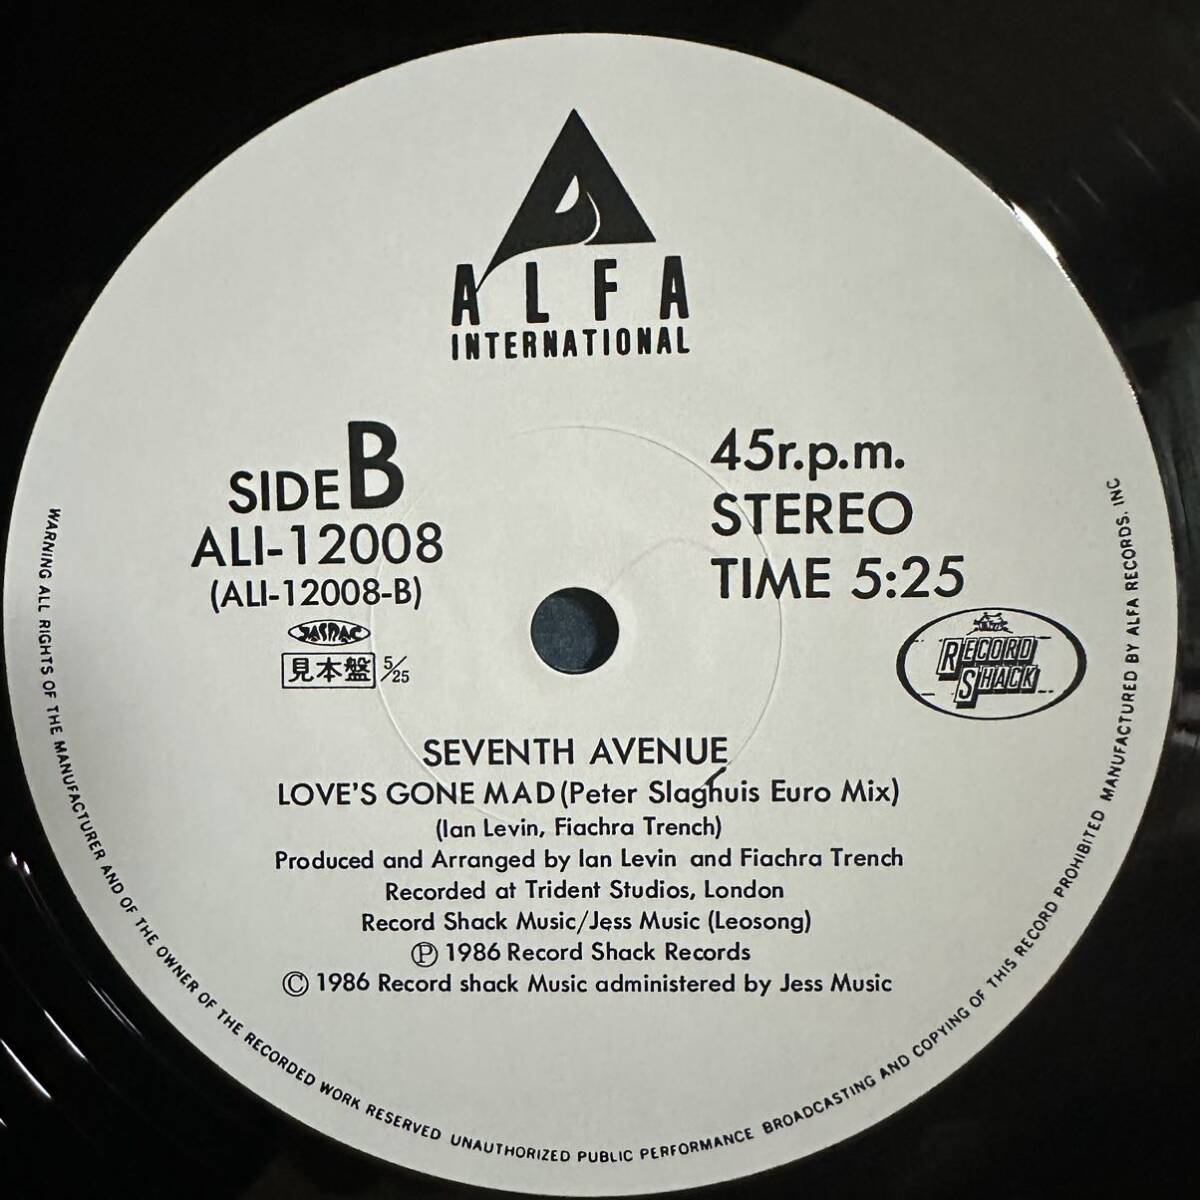 ALFA
INTERNATIONAL
SIDE B
ALI-12008
(ALI-12008-B)
JASRAC
見本盤 5/25
45r.p.m.
STEREO
TIME 5:25
RECORD
SHACK
SEVENTH AVENUE
LOVE'S GONE MAD (Peter Slaghuis Euro Mix)
(Ian Levin, Fiachra Trench)
Produced and Arranged by Ian Levin and Fiachra Trench
Recorded at Trident Studios, London
Record Shack Music/Jess Music (Leosong)
Ⓟ 1986 Record Shack Records
© 1986 Record shack Music administered by Jess Music
WARNING ALL RIGHTS OF THE MANUFACTURER AND OF THE OWNER OF THE RECORDED WORK RESERVED UNAUTHORIZED PUBLIC PERFORMANCE BROADCASTING AND COPYING OF THIS RECORD PROHIBITED MANUFACTURED BY ALFA RECORDS, INC